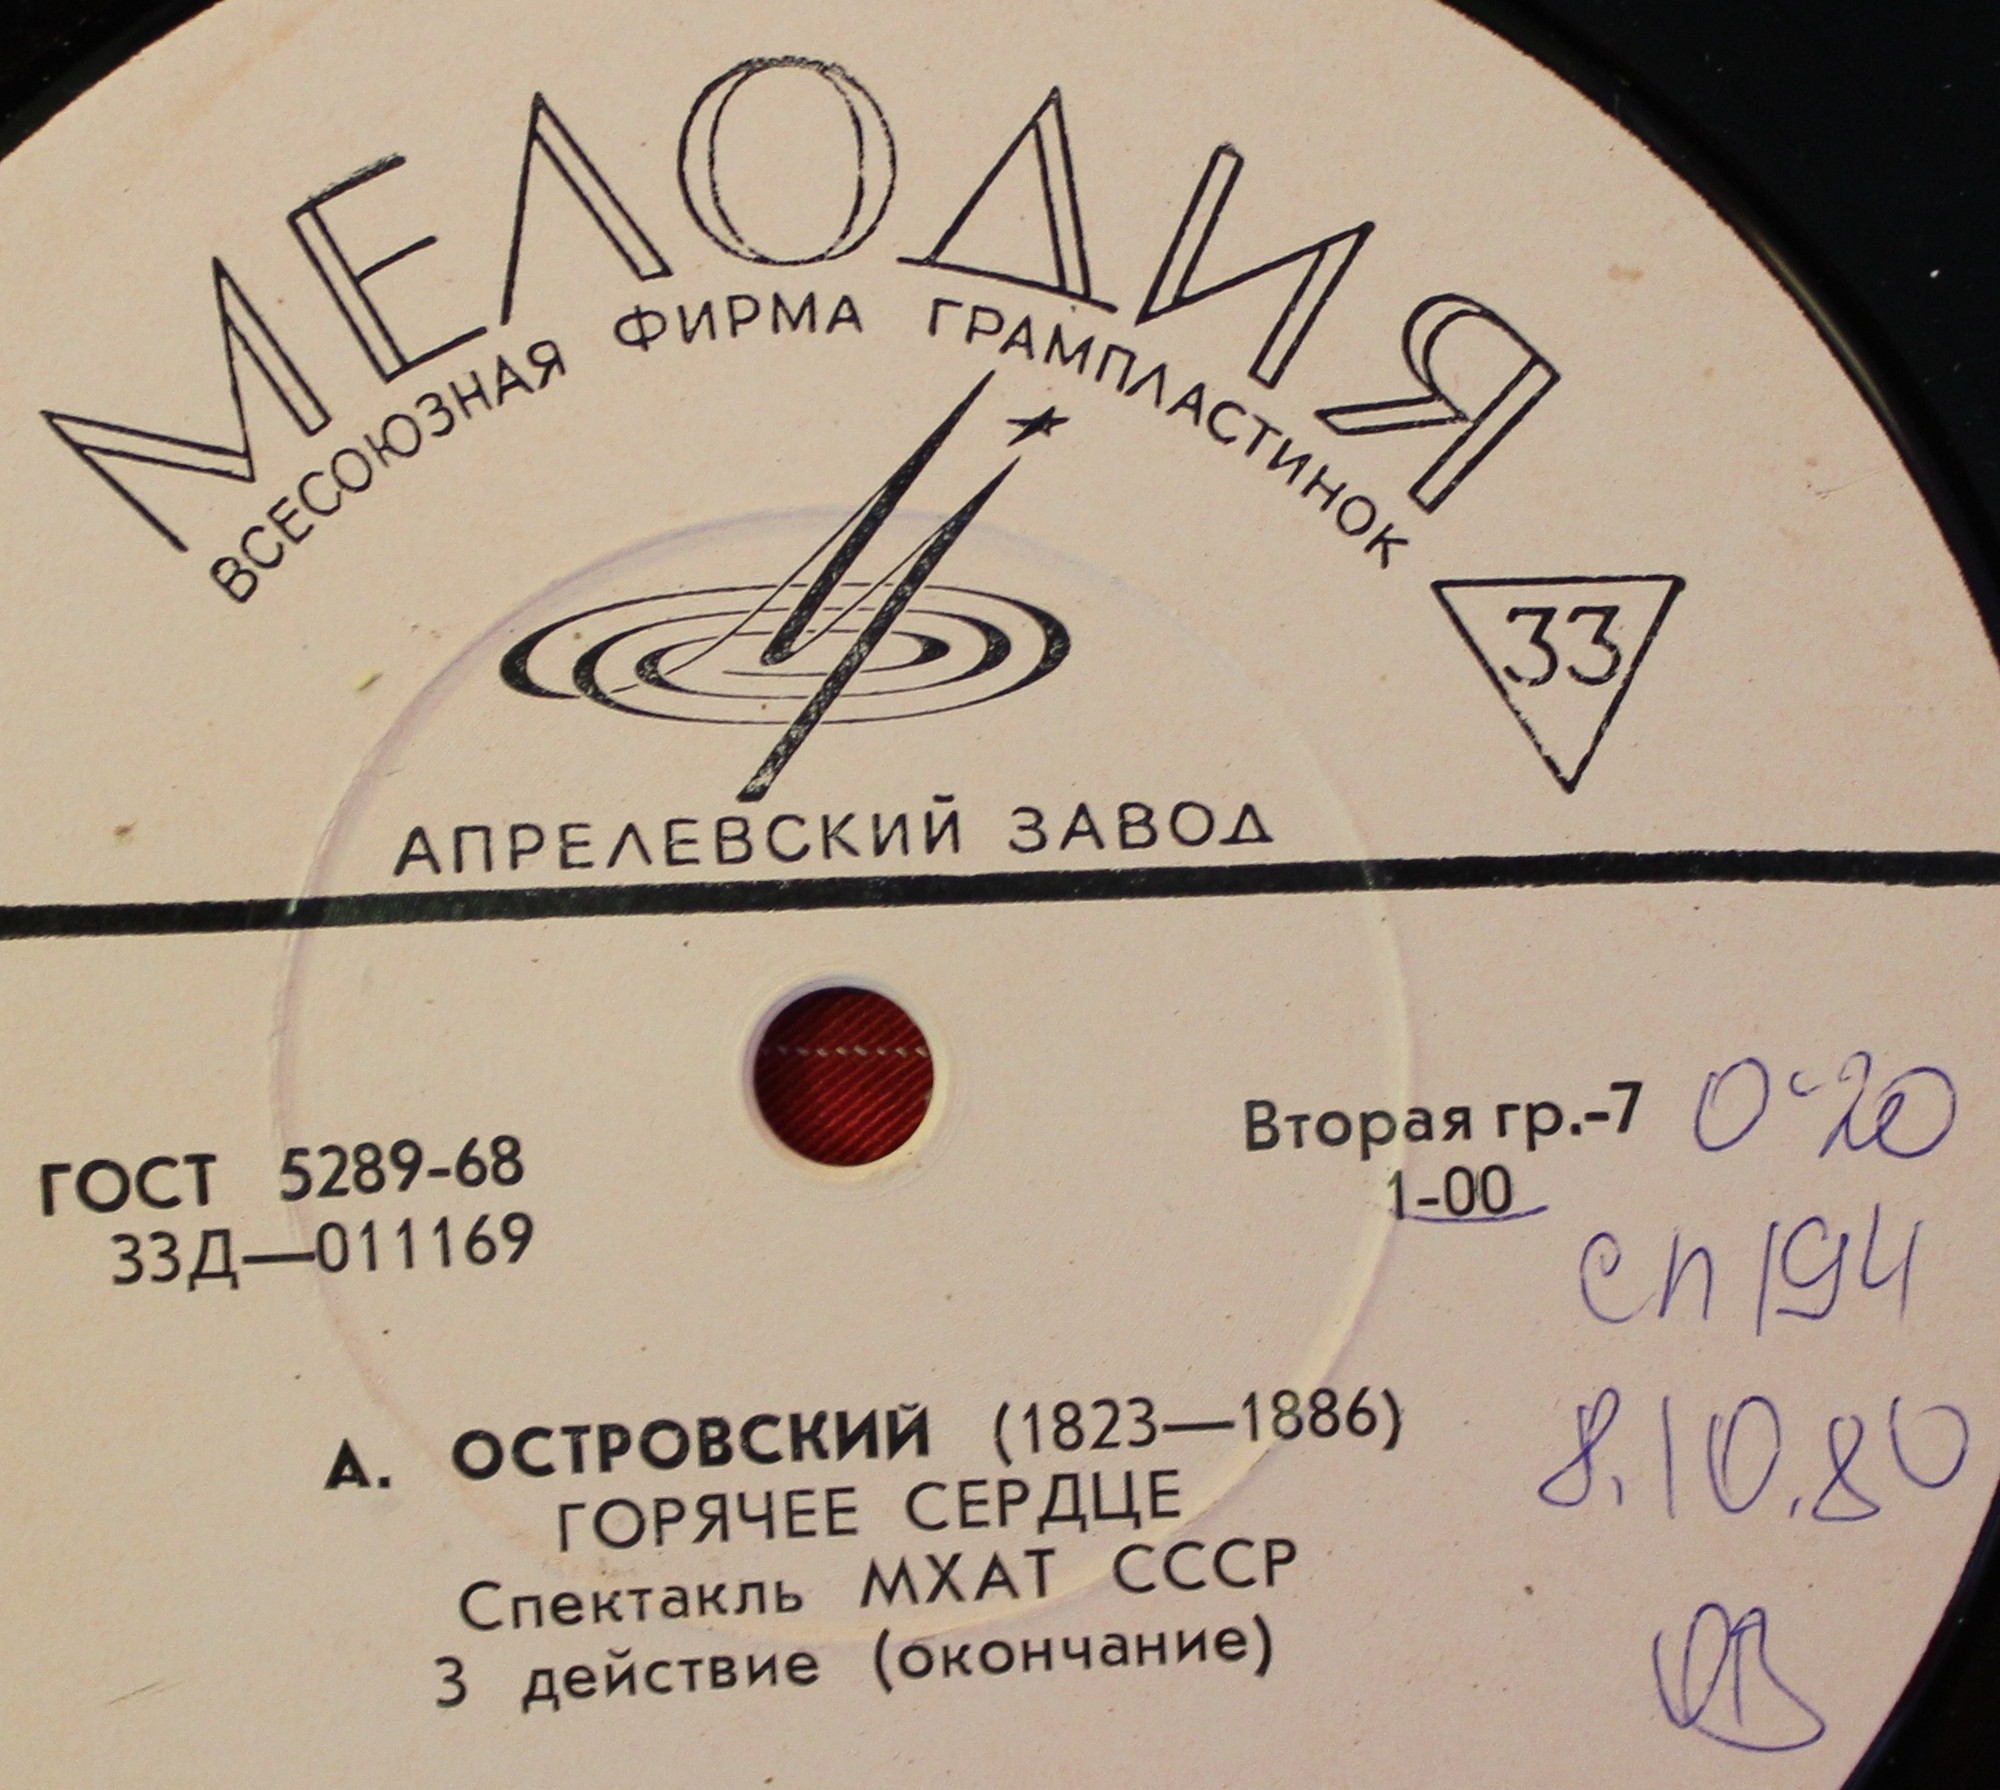 МЕЛОДИЯ
ВСЕСОЮЗНАЯ ФИРМА ГРАМПЛАСТИНОК
33
АПРЕЛЕВСКИЙ ЗАВОД
ГОСТ 5289-68
33Д—011169
Вторая гр.-7
1-00
0-20
сп 194
8.10.80
А. ОСТРОВСКИЙ (1823—1886)
ГОРЯЧЕЕ СЕРДЦЕ
Спектакль МХАТ СССР
3 действие (окончание)